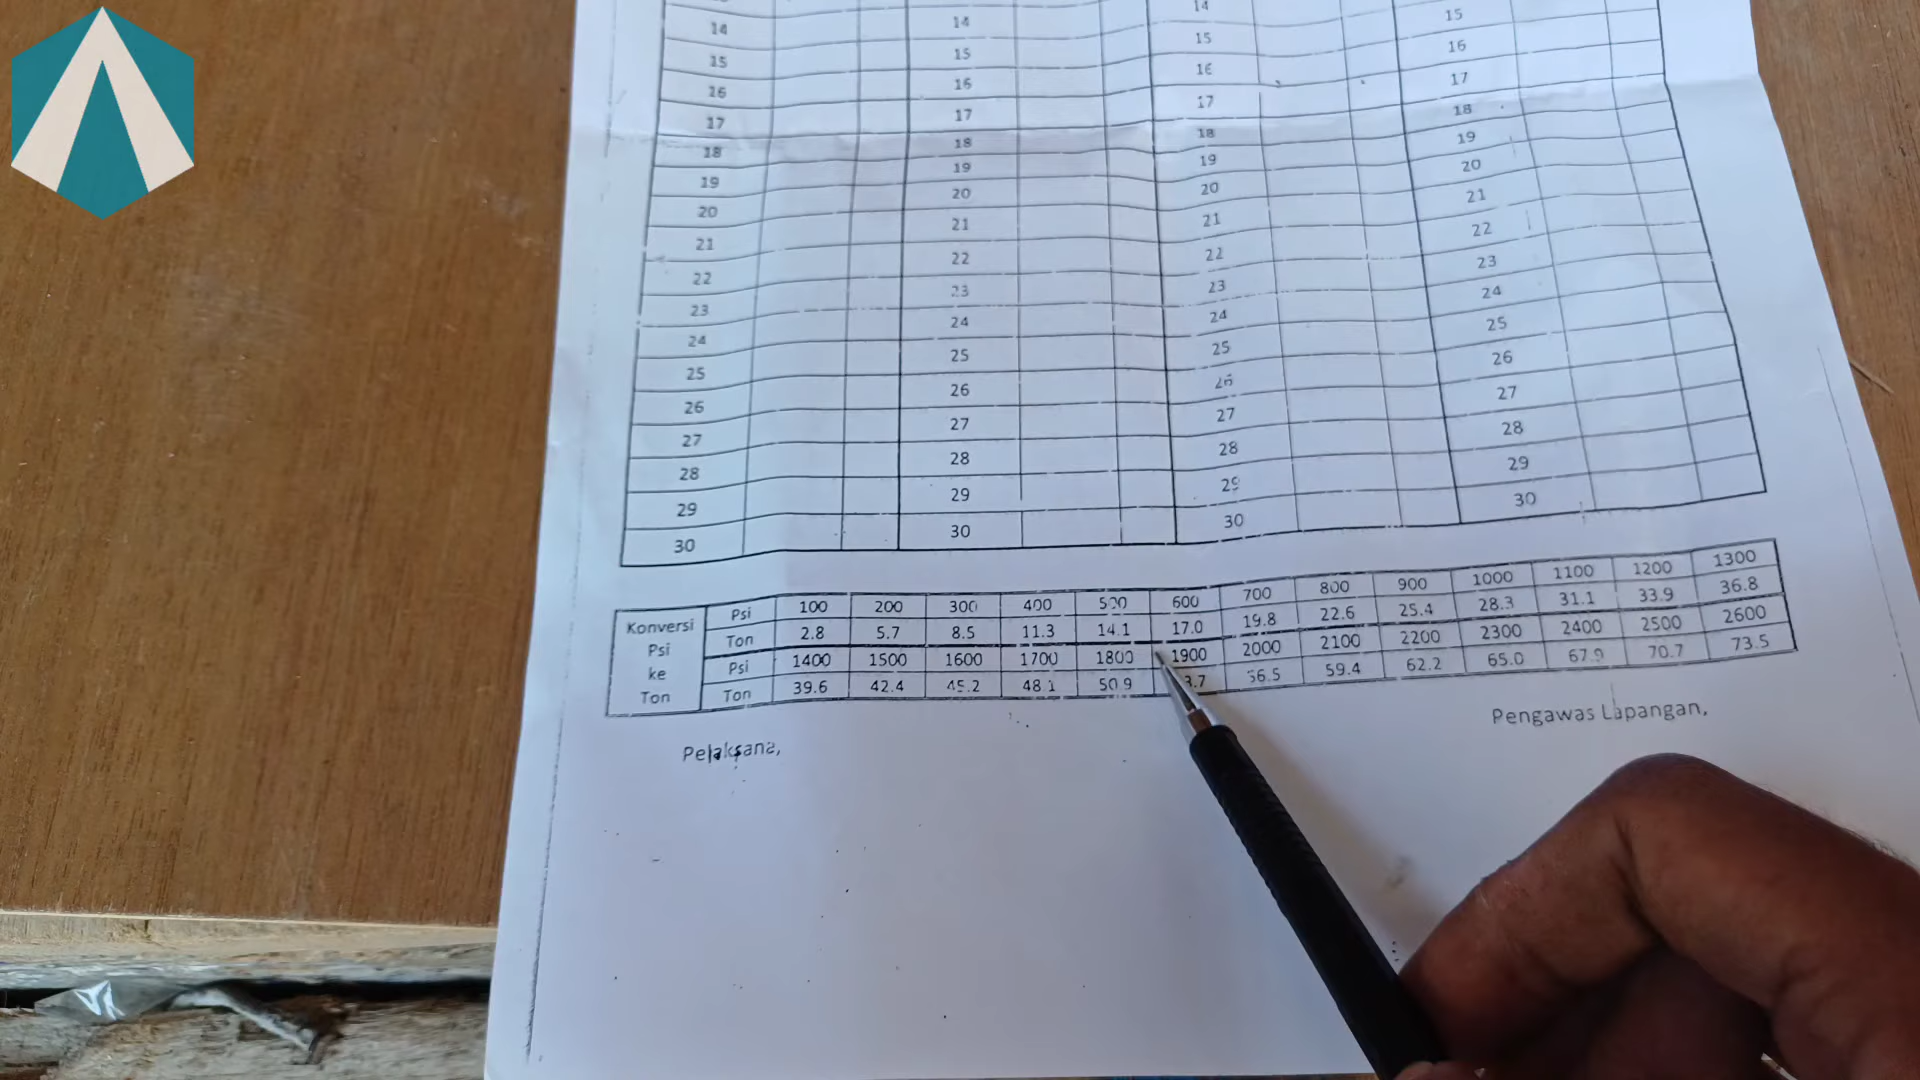 14 14 14 15
15 15 15 16
16 16 16 17
17 17 17 18
18 18 18 19
19 19 19 20
20 20 20 21
21 21 21 22
22 22 22 23
23 23 23 24
24 24 24 25
25 25 25 26
26 26 26 27
27 27 27 28
28 28 28 29
29 29 29 30
30 30 30
Konversi Psi ke Ton
Psi 100 200 300 400 500 600 700 800 900 1000 1100 1200 1300
Ton 2.8 5.7 8.5 11.3 14.1 17.0 19.8 22.6 25.4 28.3 31.1 33.9 36.8
Psi 1400 1500 1600 1700 1800 1900 2000 2100 2200 2300 2400 2500 2600
Ton 39.6 42.4 45.2 48.1 50.9 3.7 56.5 59.4 62.2 65.0 67.9 70.7 73.5
Pelaksana, Pengawas Lapangan,